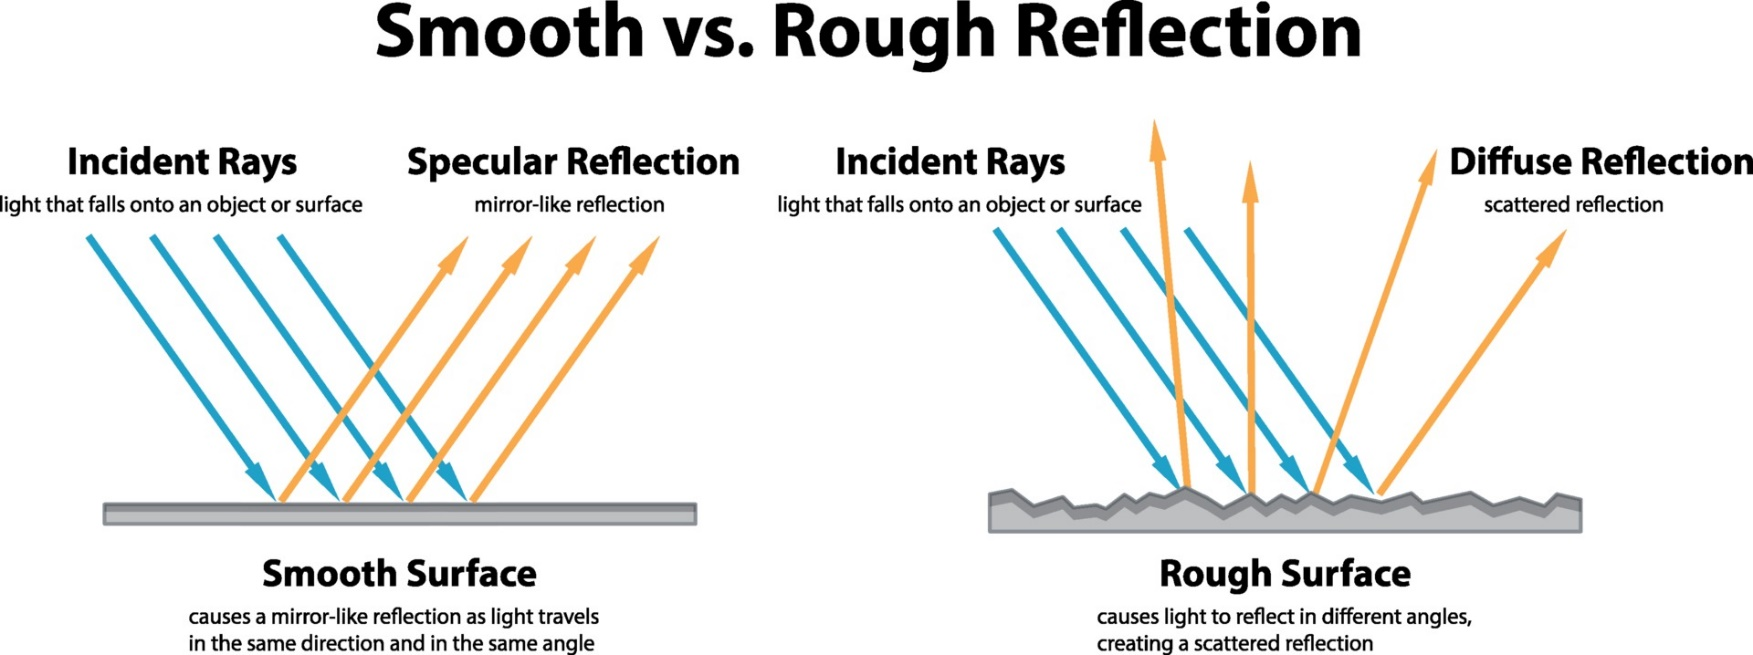 Smooth vs. Rough Reflection
Incident Rays
light that falls onto an object or surface
Specular Reflection
mirror-like reflection
Incident Rays
light that falls onto an object or surface
Diffuse Reflection
scattered reflection
Smooth Surface
causes a mirror-like reflection as light travels
in the same direction and in the same angle
Rough Surface
causes light to reflect in different angles,
creating a scattered reflection